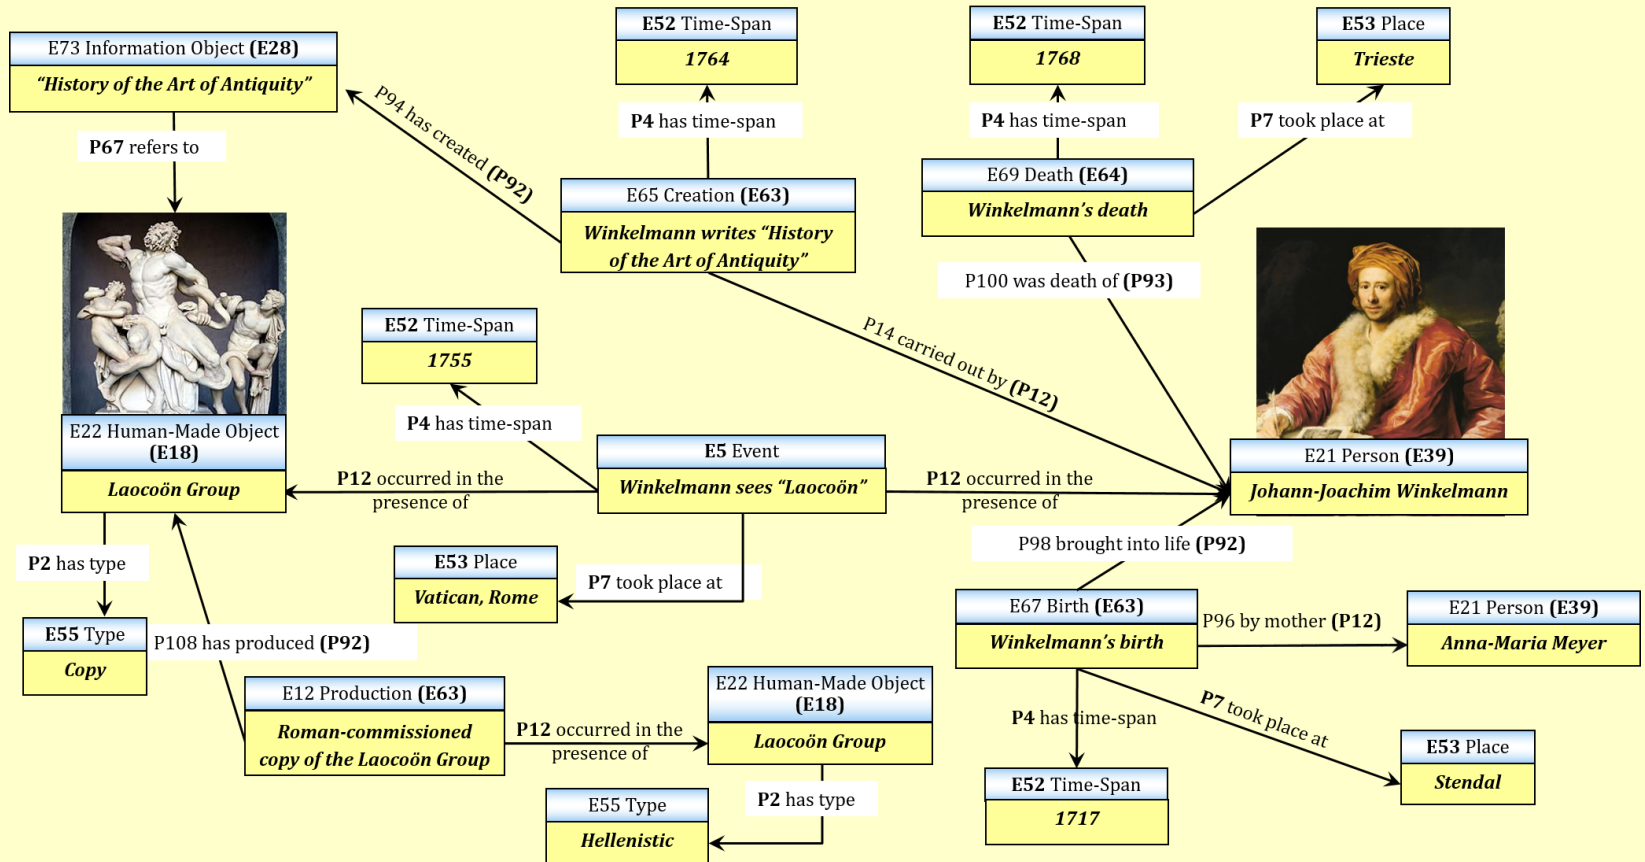 E52 Time-Span
1764
E52 Time-Span
1768
E53 Place
Trieste
E73 Information Object (E28)
“History of the Art of Antiquity”
P94 has created (P92)
P4 has time-span
P4 has time-span
P7 took place at
P67 refers to
E65 Creation (E63)
Winkelmann writes “History
of the Art of Antiquity”
E69 Death (E64)
Winkelmann’s death
P100 was death of (P93)
P14 carried out by (P12)
E52 Time-Span
1755
P4 has time-span
E22 Human-Made Object
(E18)
Laocoön Group
P12 occurred in the
presence of
E5 Event
Winkelmann sees “Laocoön”
P12 occurred in the
presence of
E21 Person (E39)
Johann-Joachim Winkelmann
P98 brought into life (P92)
P2 has type
E53 Place
Vatican, Rome
P7 took place at
E55 Type
Copy
P108 has produced (P92)
E67 Birth (E63)
Winkelmann’s birth
P96 by mother (P12)
E21 Person (E39)
Anna-Maria Meyer
E12 Production (E63)
Roman-commissioned
copy of the Laocoön Group
P12 occurred in the
presence of
E22 Human-Made Object
(E18)
Laocoön Group
P4 has time-span
P7 took place at
E53 Place
Stendal
P2 has type
E55 Type
Hellenistic
E52 Time-Span
1717